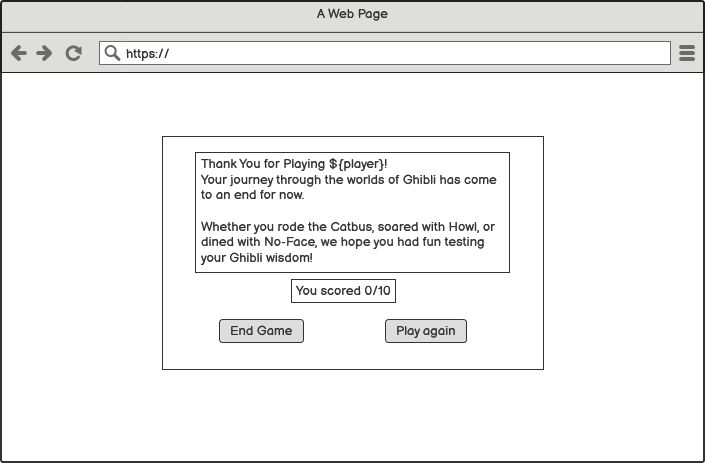 A Web Page
https://
Thank You for Playing ${player}!
Your journey through the worlds of Ghibli has come
to an end for now.
Whether you rode the Catbus, soared with Howl, or
dined with No-Face, we hope you had fun testing
your Ghibli wisdom!
You scored 0/10
End Game
Play again